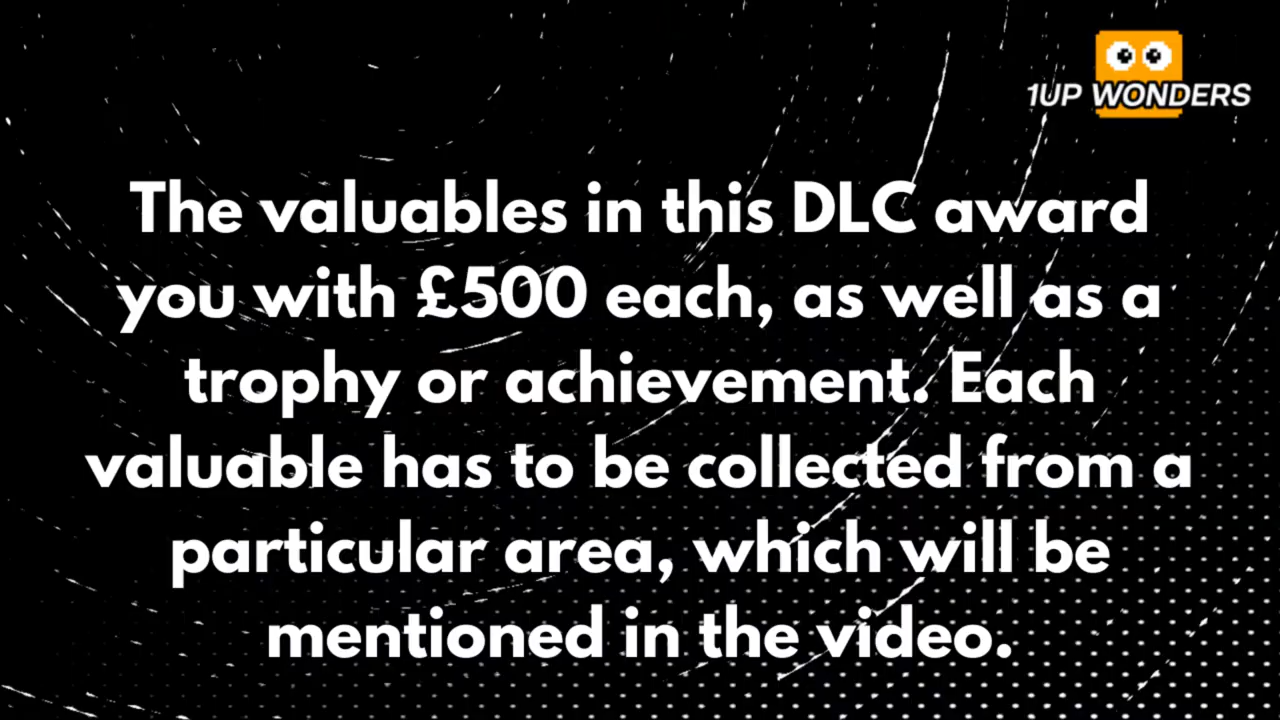 1UP WONDERS
The valuables in this DLC award
you with £500 each, as well as a
trophy or achievement. Each
valuable has to be collected from a
particular area, which will be
mentioned in the video.